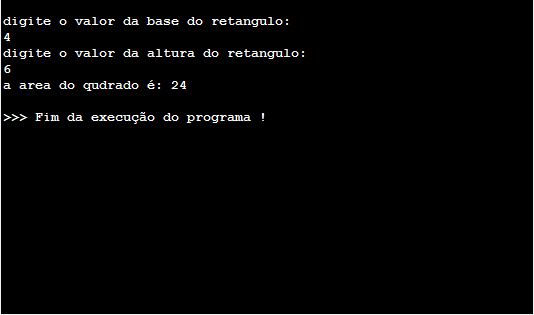 digite o valor da base do retangulo:
4
digite o valor da altura do retangulo:
6
a area do qudrado é: 24
>>> Fim da execução do programa !